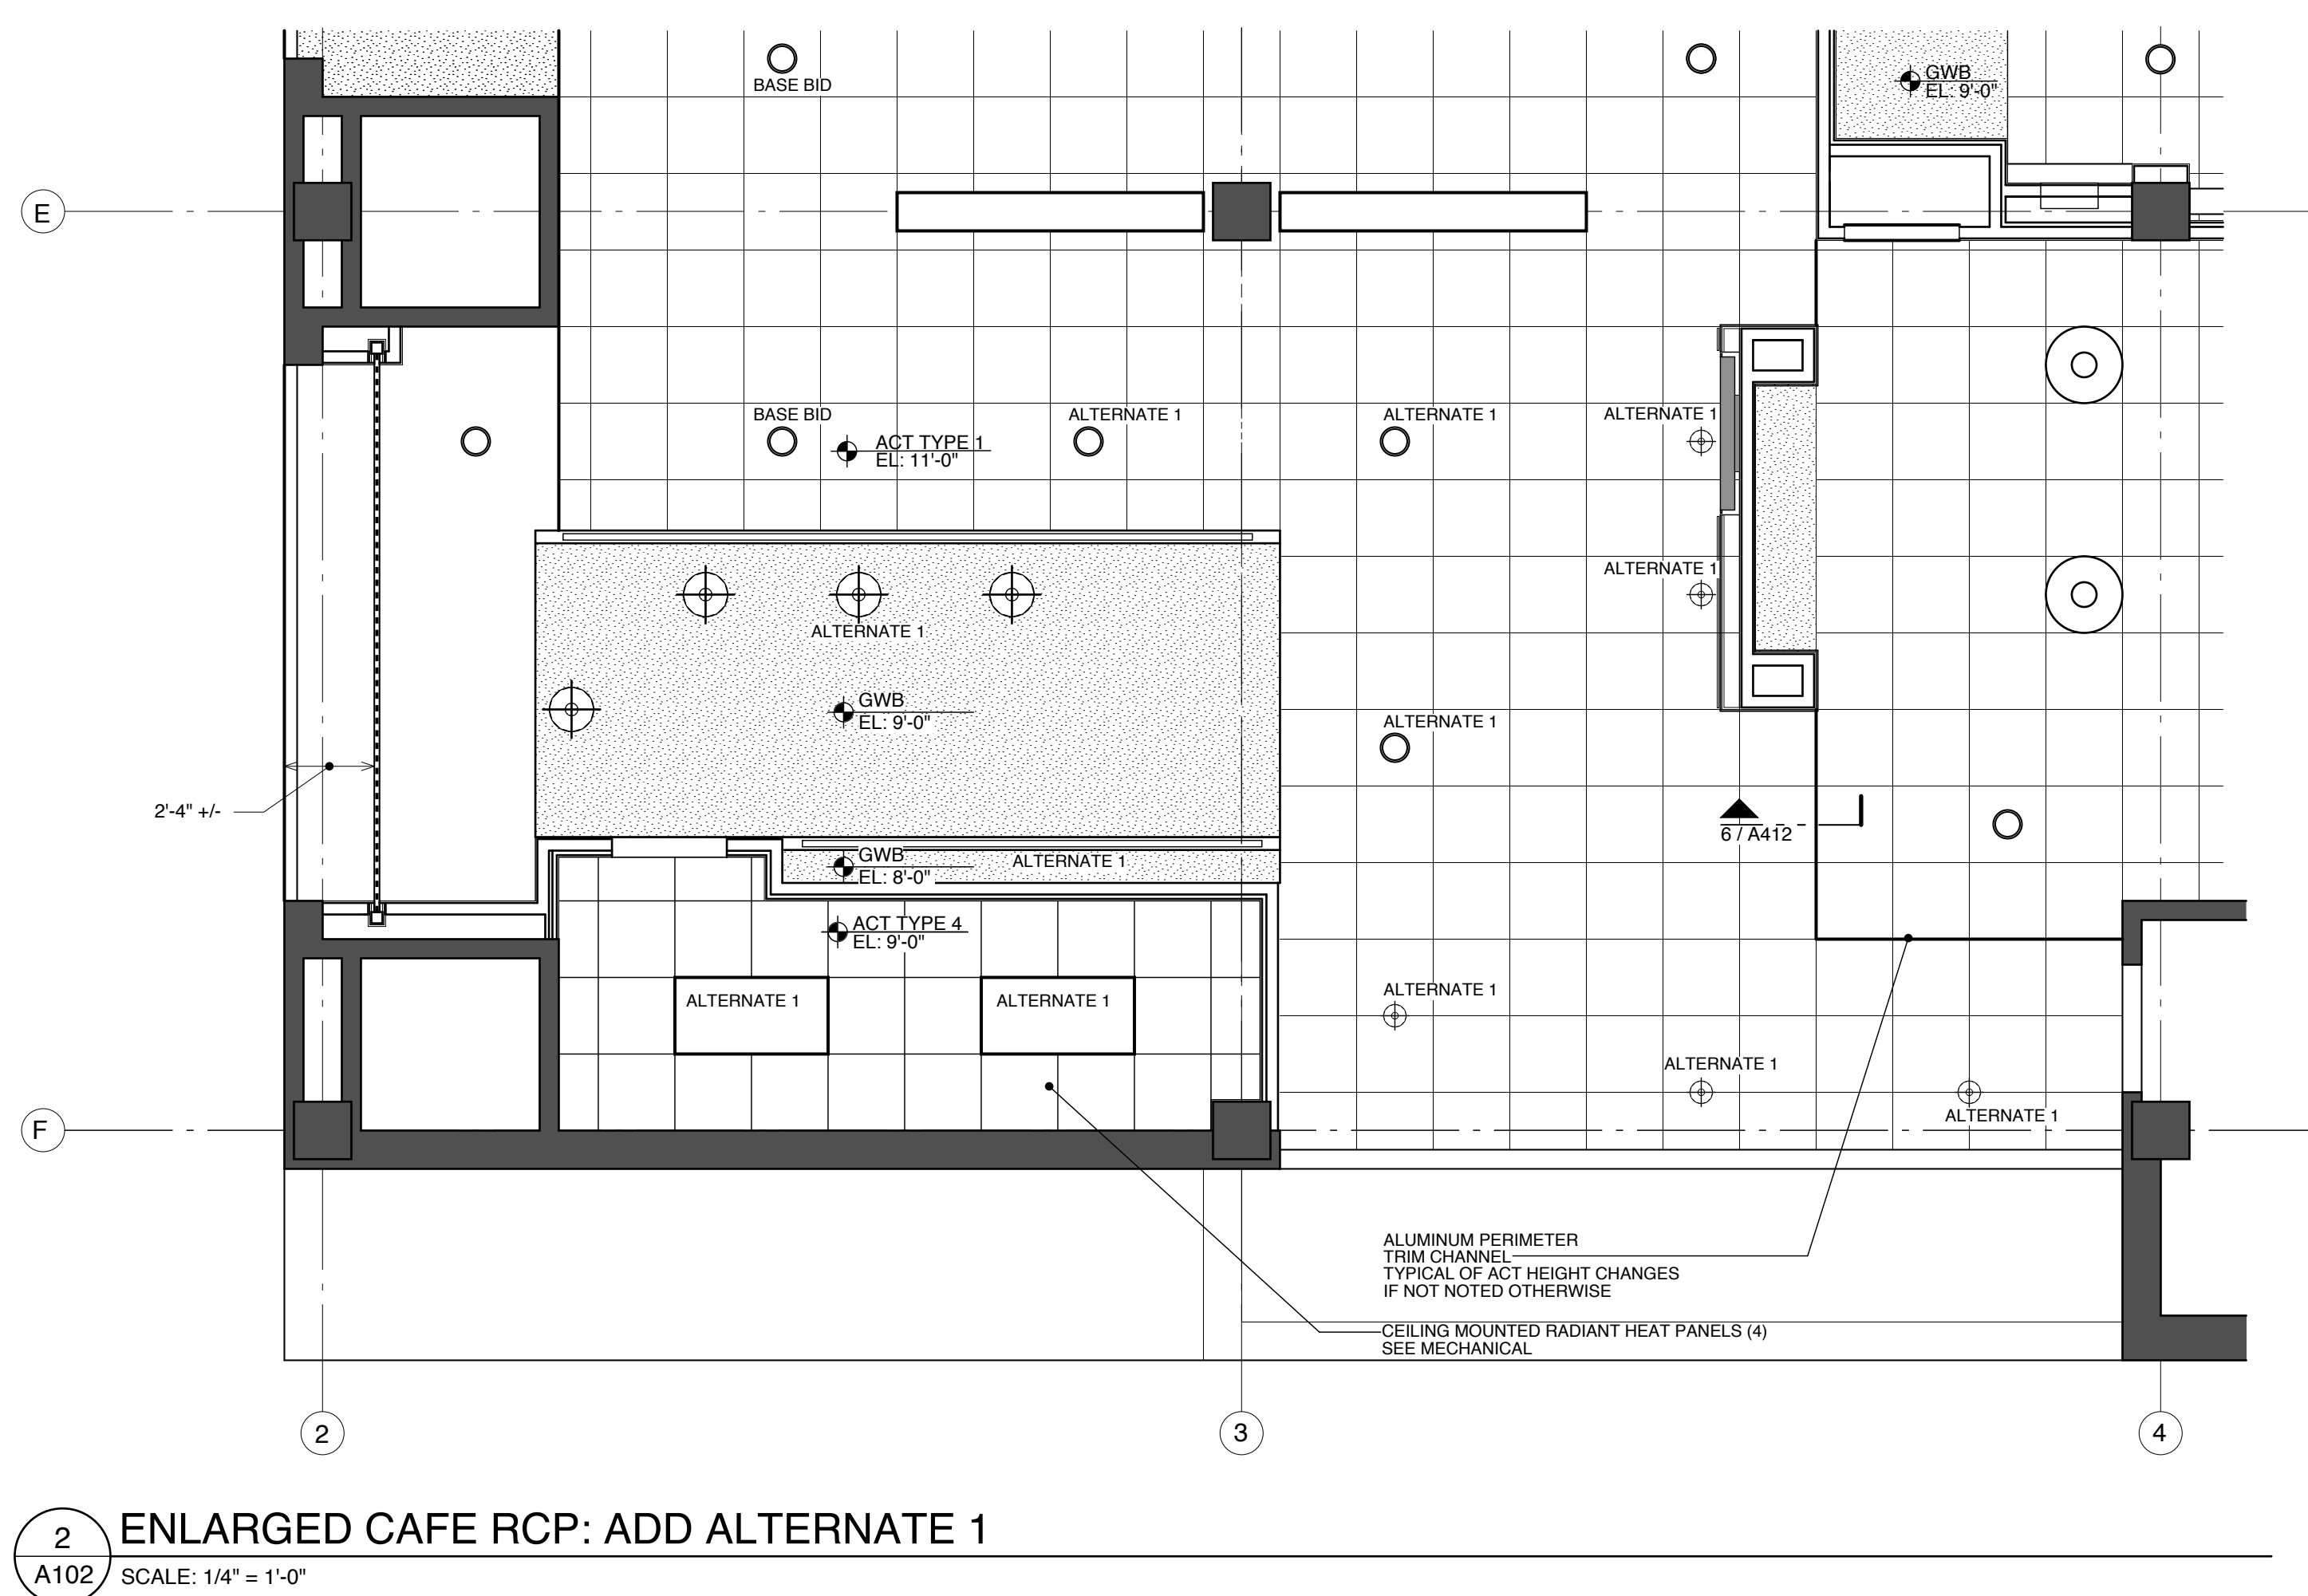 BASE BID
GWB
EL: 9'-0"
E
BASE BID
ALTERNATE 1
ALTERNATE 1
ALTERNATE 1
ACT TYPE 1
EL: 11'-0"
ALTERNATE 1
ALTERNATE 1
GWB
EL: 9'-0"
ALTERNATE 1
2'-4" +/-
6 / A412
GWB
EL: 8'-0"
ALTERNATE 1
ACT TYPE 4
EL: 9'-0"
ALTERNATE 1
ALTERNATE 1
ALTERNATE 1
ALTERNATE 1
ALTERNATE 1
F
ALUMINUM PERIMETER
TRIM CHANNEL
TYPICAL OF ACT HEIGHT CHANGES
IF NOT NOTED OTHERWISE
CEILING MOUNTED RADIANT HEAT PANELS (4)
SEE MECHANICAL
2
3
4
2
A102
ENLARGED CAFE RCP: ADD ALTERNATE 1
SCALE: 1/4" = 1'-0"